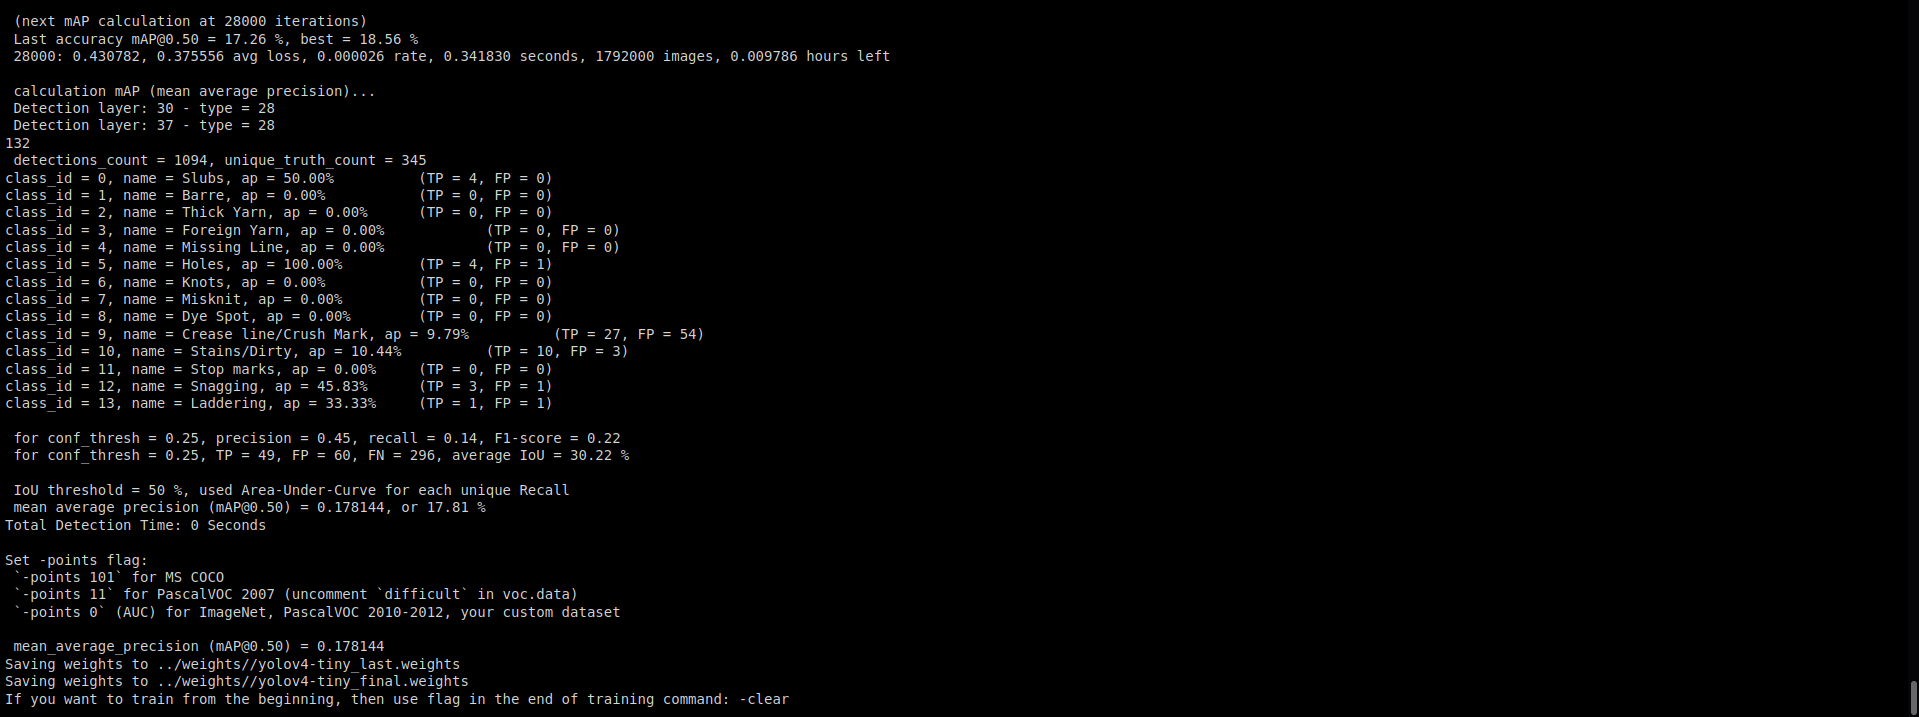 (next mAP calculation at 28000 iterations)
Last accuracy mAP@0.50 = 17.26 %, best = 18.56 %
28000: 0.430782, 0.375556 avg loss, 0.000026 rate, 0.341830 seconds, 1792000 images, 0.009786 hours left
calculation mAP (mean average precision)...
Detection layer: 30 - type = 28
Detection layer: 37 - type = 28
132
detections_count = 1094, unique_truth_count = 345
class_id = 0, name = Slubs, ap = 50.00% (TP = 4, FP = 0)
class_id = 1, name = Barre, ap = 0.00% (TP = 0, FP = 0)
class_id = 2, name = Thick Yarn, ap = 0.00% (TP = 0, FP = 0)
class_id = 3, name = Foreign Yarn, ap = 0.00% (TP = 0, FP = 0)
class_id = 4, name = Missing Line, ap = 0.00% (TP = 0, FP = 0)
class_id = 5, name = Holes, ap = 100.00% (TP = 4, FP = 1)
class_id = 6, name = Knots, ap = 0.00% (TP = 0, FP = 0)
class_id = 7, name = Misknit, ap = 0.00% (TP = 0, FP = 0)
class_id = 8, name = Dye Spot, ap = 0.00% (TP = 0, FP = 0)
class_id = 9, name = Crease line/Crush Mark, ap = 9.79% (TP = 27, FP = 54)
class_id = 10, name = Stains/Dirty, ap = 10.44% (TP = 10, FP = 3)
class_id = 11, name = Stop marks, ap = 0.00% (TP = 0, FP = 0)
class_id = 12, name = Snagging, ap = 45.83% (TP = 3, FP = 1)
class_id = 13, name = Laddering, ap = 33.33% (TP = 1, FP = 1)
for conf_thresh = 0.25, precision = 0.45, recall = 0.14, F1-score = 0.22
for conf_thresh = 0.25, TP = 49, FP = 60, FN = 296, average IoU = 30.22 %
IoU threshold = 50 %, used Area-Under-Curve for each unique Recall
mean average precision (mAP@0.50) = 0.178144, or 17.81 %
Total Detection Time: 0 Seconds
Set -points flag:
`-points 101` for MS COCO
`-points 11` for PascalVOC 2007 (uncomment `difficult` in voc.data)
`-points 0` (AUC) for ImageNet, PascalVOC 2010-2012, your custom dataset
mean_average_precision (mAP@0.50) = 0.178144
Saving weights to ../weights//yolov4-tiny_last.weights
Saving weights to ../weights//yolov4-tiny_final.weights
If you want to train from the beginning, then use flag in the end of training command: -clear